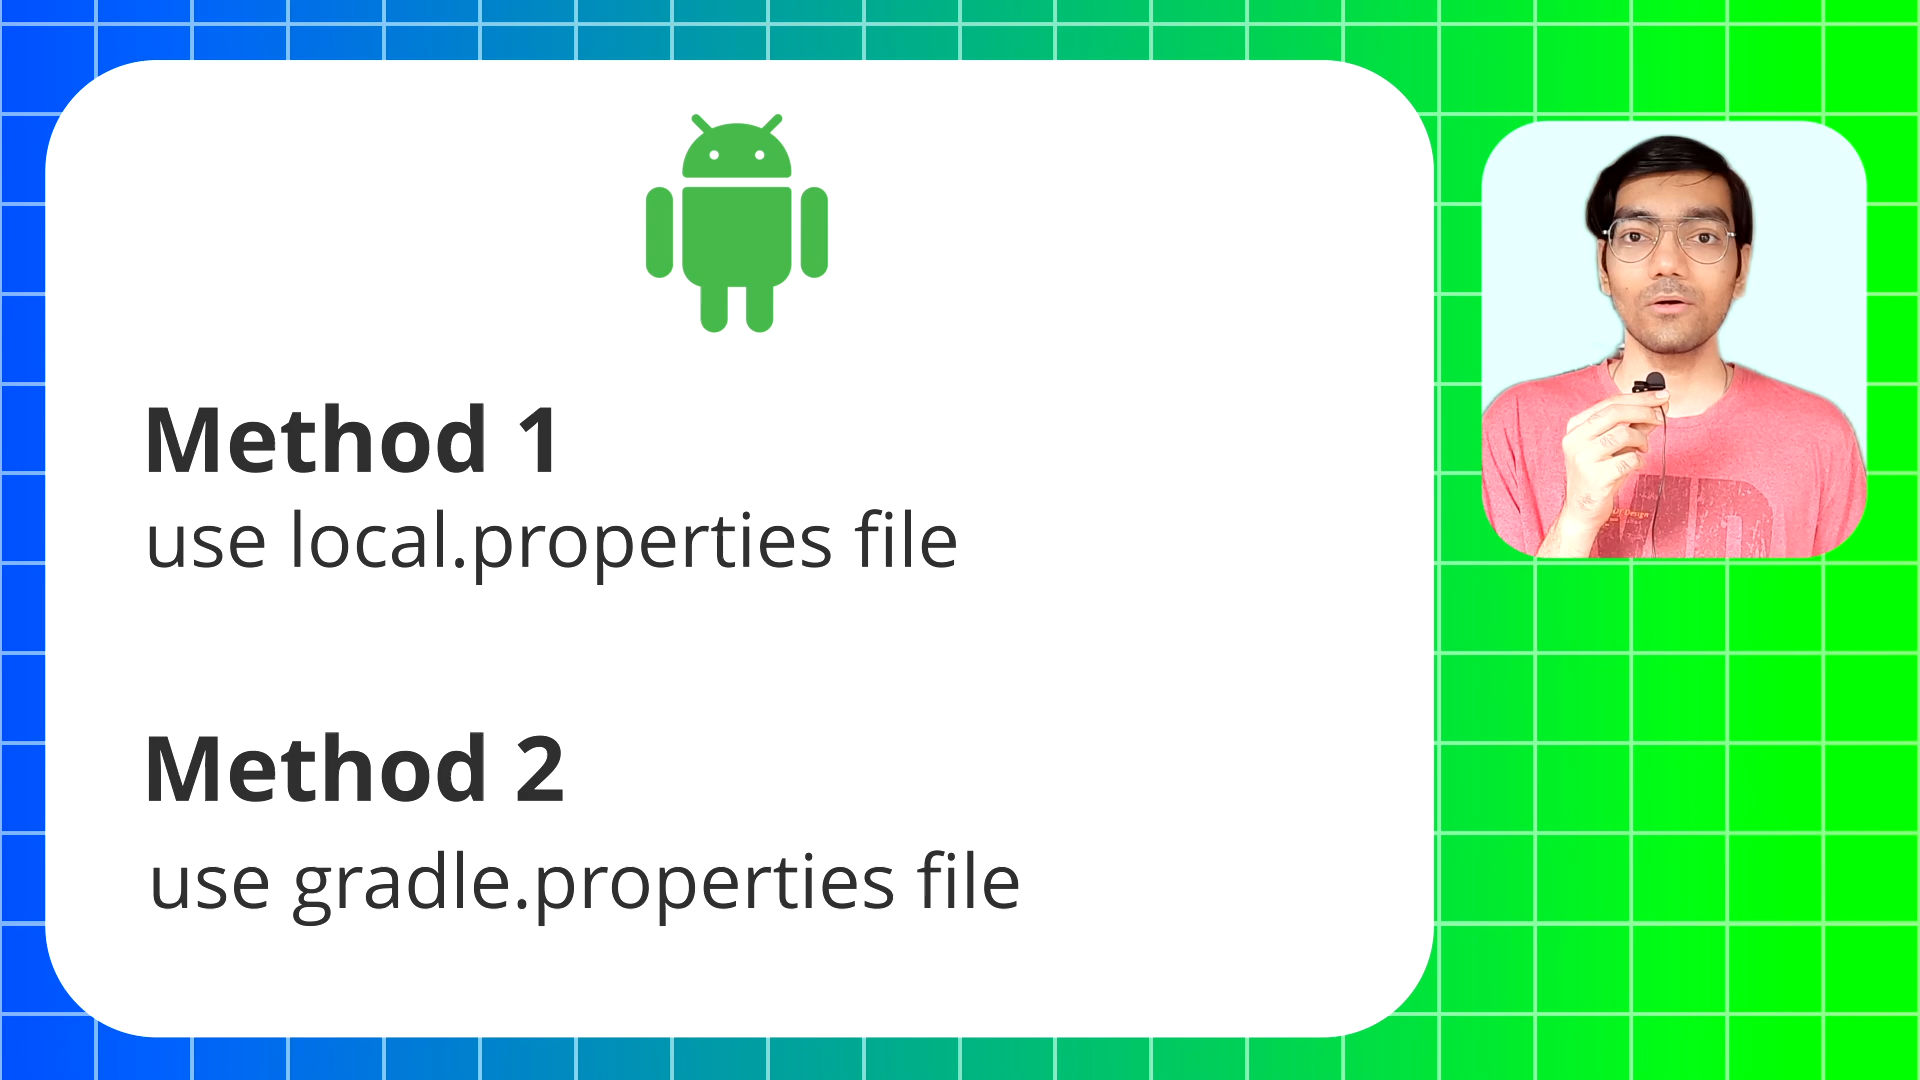 Method 1
use local.properties file
Method 2
use gradle.properties file